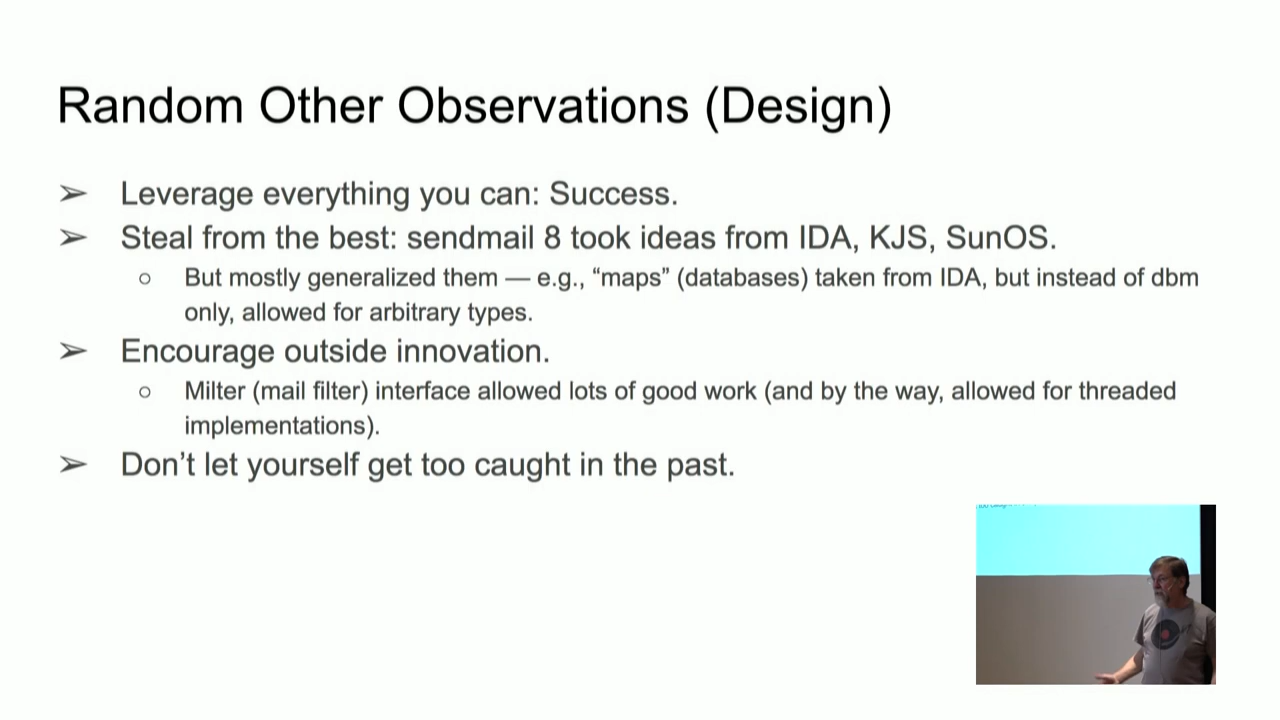 Random Other Observations (Design)
➢ Leverage everything you can: Success.
➢ Steal from the best: sendmail 8 took ideas from IDA, KJS, SunOS.
○ But mostly generalized them — e.g., “maps” (databases) taken from IDA, but instead of dbm
only, allowed for arbitrary types.
➢ Encourage outside innovation.
○ Milter (mail filter) interface allowed lots of good work (and by the way, allowed for threaded
implementations).
➢ Don’t let yourself get too caught in the past.